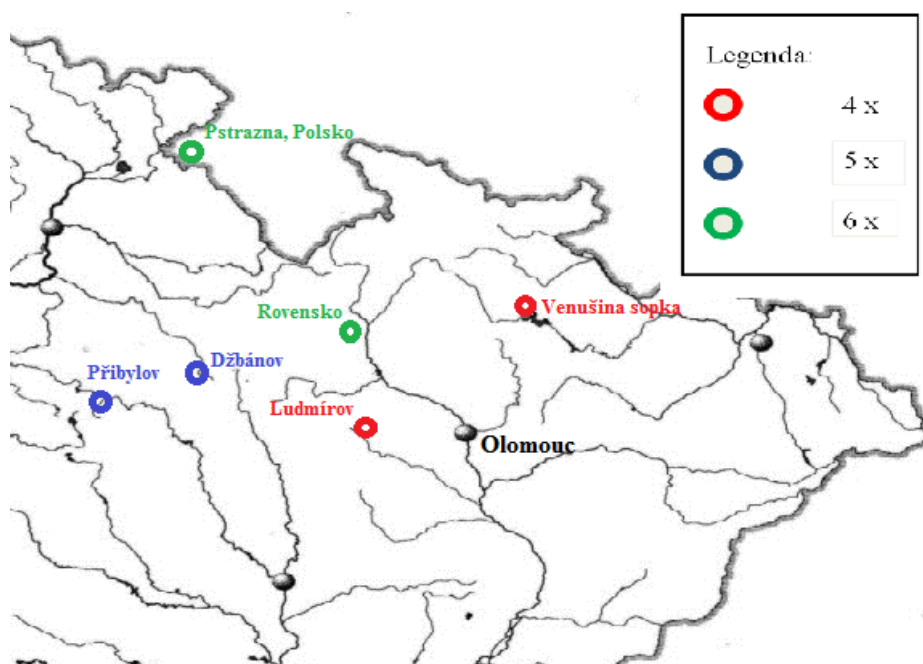 Legenda:
4 x
5 x
6 x
Pstrazna, Polsko
Rovensko
Venušina sopka
Džbánov
Přibylov
Ludmírov
Olomouc